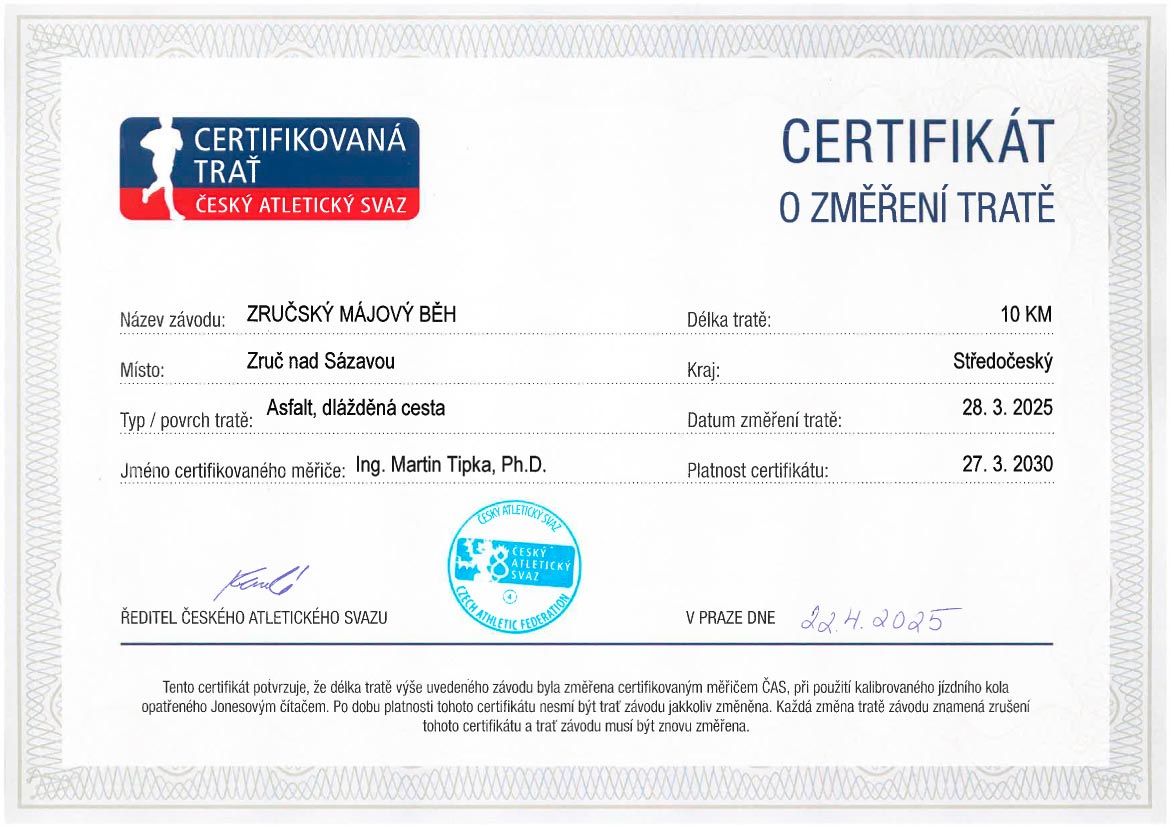 CERTIFIKOVANÁ
TRAŤ
ČESKÝ ATLETICKÝ SVAZ
CERTIFIKÁT
O ZMĚŘENÍ TRATĚ
Název závodu: ZRUČSKÝ MÁJOVÝ BĚH
Délka tratě: 10 KM
Místo: Zruč nad Sázavou
Kraj: Středočeský
Typ / povrch tratě: Asfalt, dlážděná cesta
Datum změření tratě: 28. 3. 2025
Jméno certifikovaného měřiče: Ing. Martin Tipka, Ph.D.
Platnost certifikátu: 27. 3. 2030
ČESKÝ ATLETICKÝ SVAZ
ČESKÝ
ATLETICKÝ
SVAZ
4
CZECH ATHLETIC FEDERATION
ŘEDITEL ČESKÉHO ATLETICKÉHO SVAZU
V PRAZE DNE 22.4.2025
Tento certifikát potvrzuje, že délka tratě výše uvedeného závodu byla změřena certifikovaným měřičem ČAS, při použití kalibrovaného jízdního kola
opatřeného Jonesovým čítačem. Po dobu platnosti tohoto certifikátu nesmí být trať závodu jakkoliv změněna. Každá změna tratě závodu znamená zrušení
tohoto certifikátu a trať závodu musí být znovu změřena.